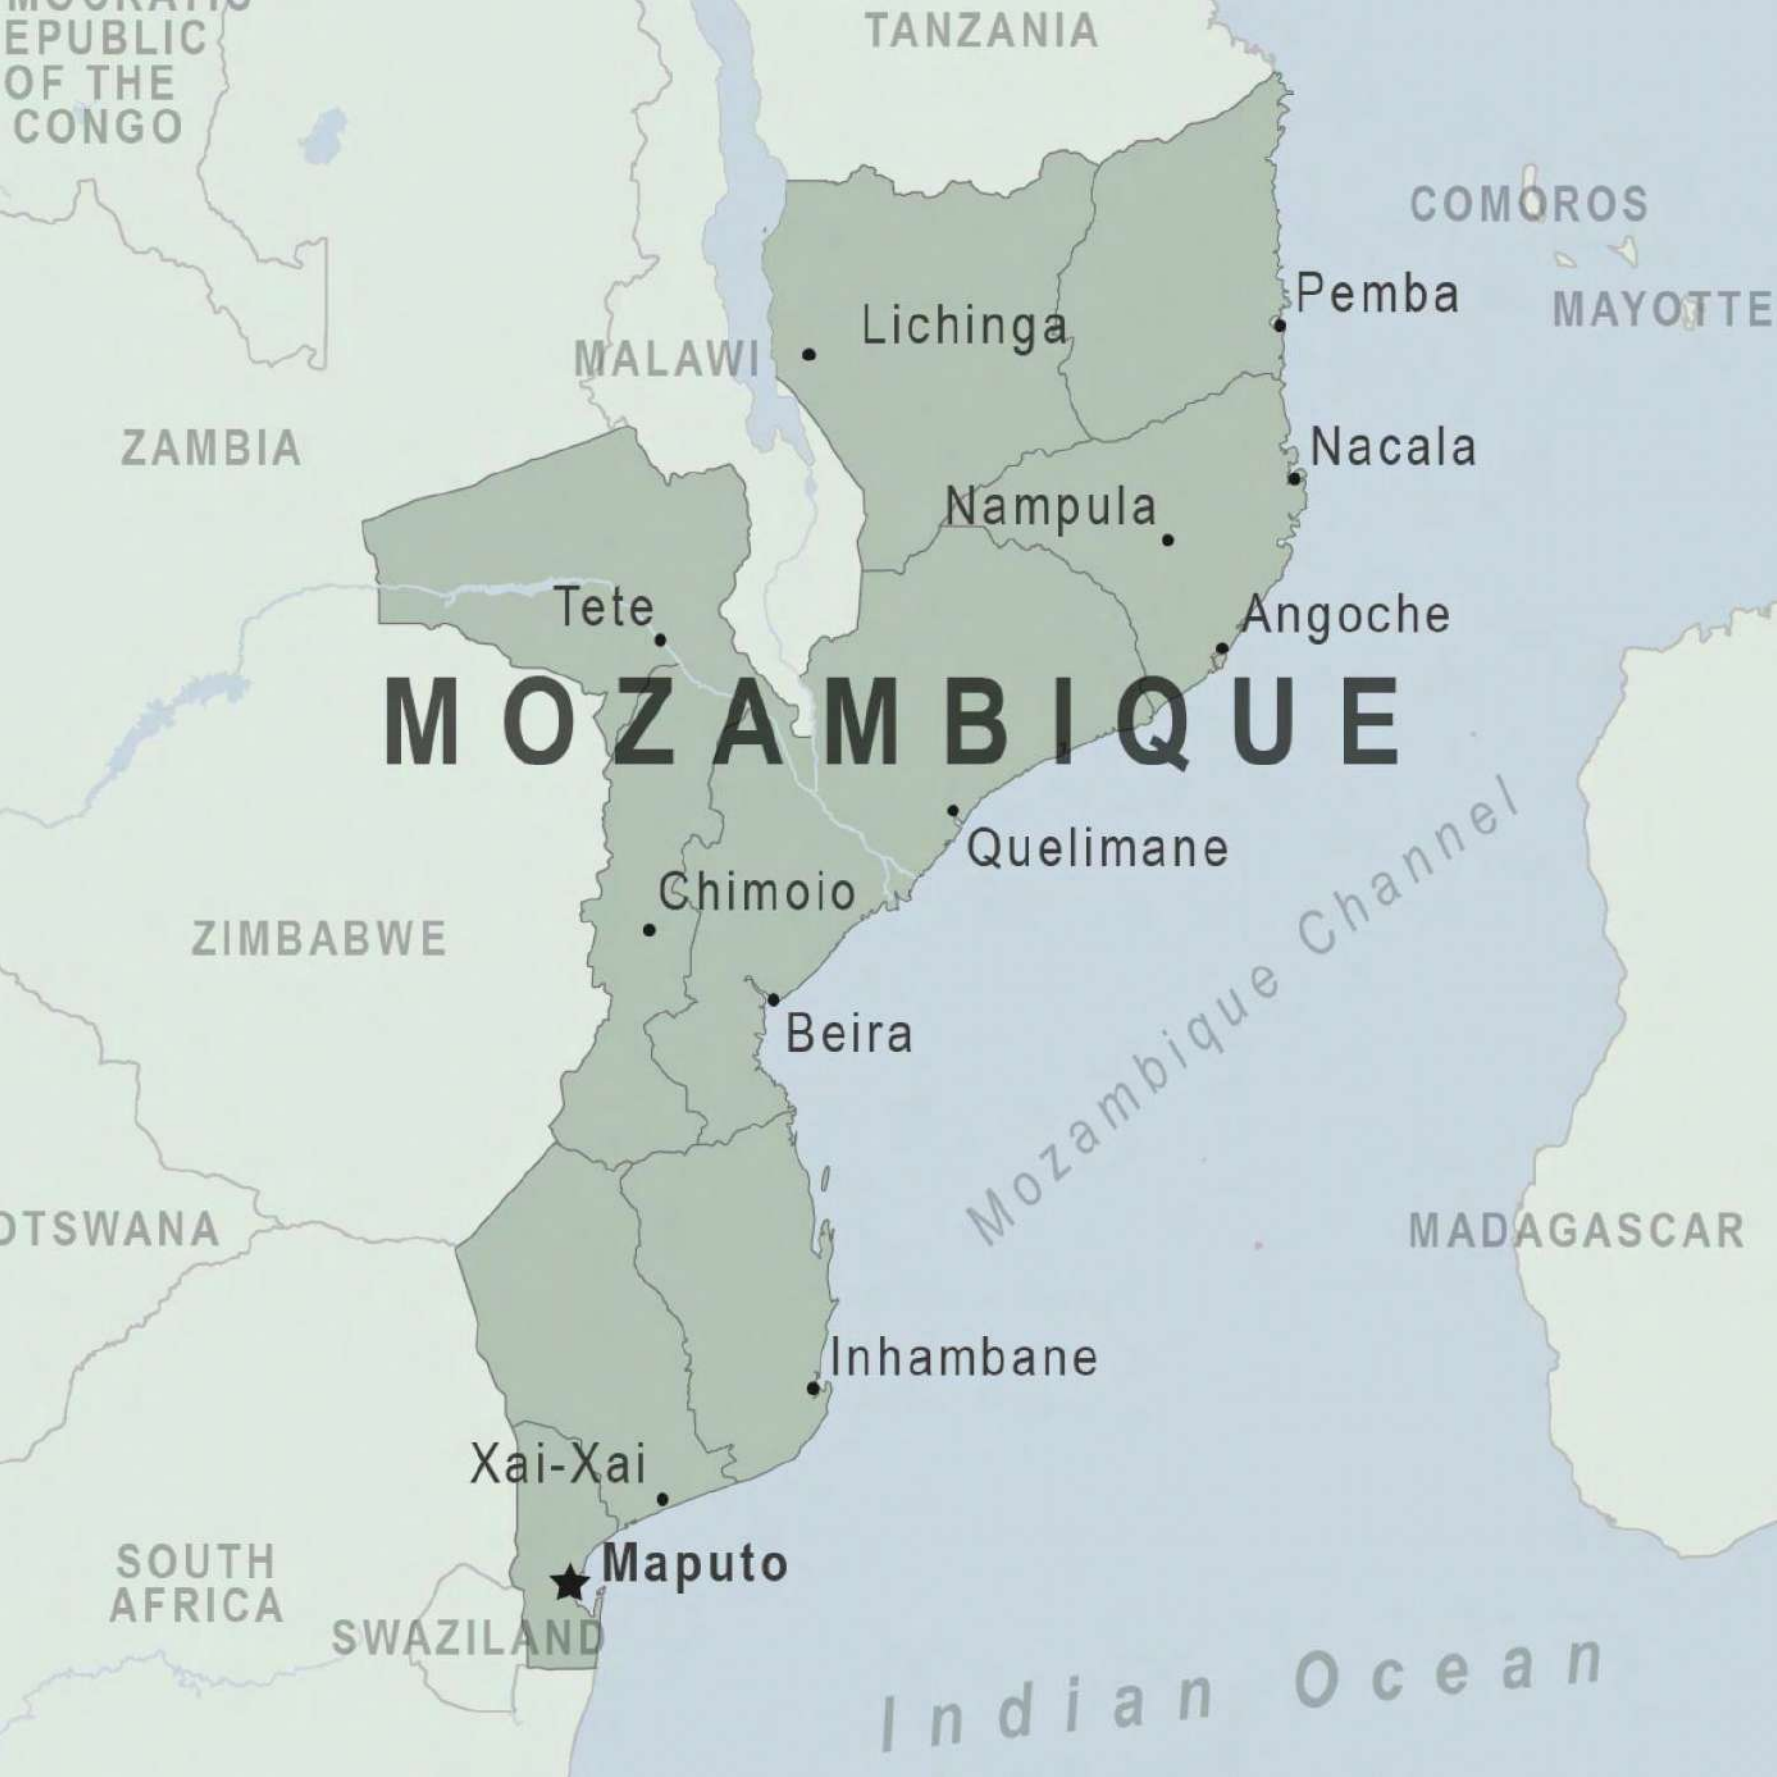 EPUBLIC
OF THE
CONGO
TANZANIA
COMOROS
Pemba
MAYOTTE
Lichinga
MALAWI
ZAMBIA
Nacala
Nampula
Tete
Angoche
MOZAMBIQUE
Quelimane
Chimoio
ZIMBABWE
Beira
Mozambique Channel
OTSWANA
MADAGASCAR
Inhambane
Xai-Xai
SOUTH
AFRICA
Maputo
SWAZILAND
Indian Ocean